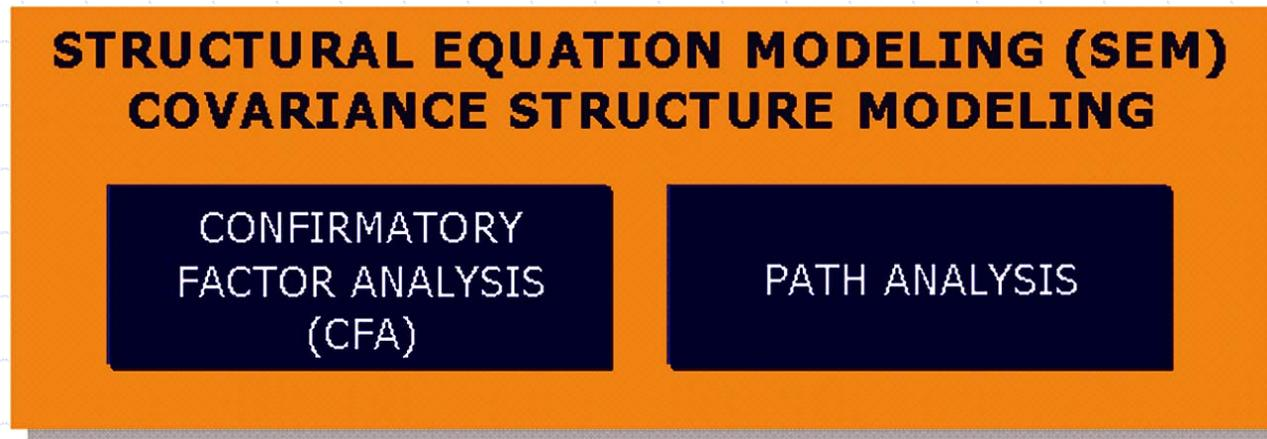 STRUCTURAL EQUATION MODELING (SEM)
COVARIANCE STRUCTURE MODELING
CONFIRMATORY
FACTOR ANALYSIS
(CFA)
PATH ANALYSIS